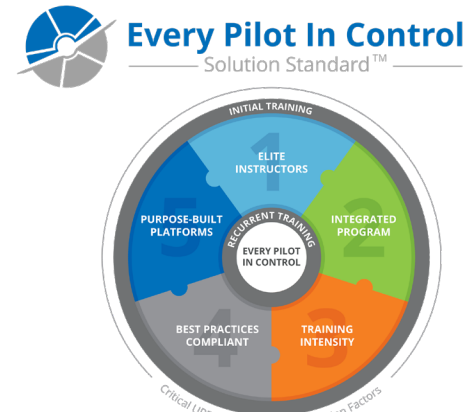 Every Pilot In Control
Solution Standard™
INITIAL TRAINING
1
ELITE
INSTRUCTORS
PURPOSE-BUILT
PLATFORMS
5
RECURRENT TRAINING
INTEGRATED
PROGRAM
2
EVERY PILOT
IN CONTROL
BEST PRACTICES
COMPLIANT
4
TRAINING
INTENSITY
3
Critical
Factors